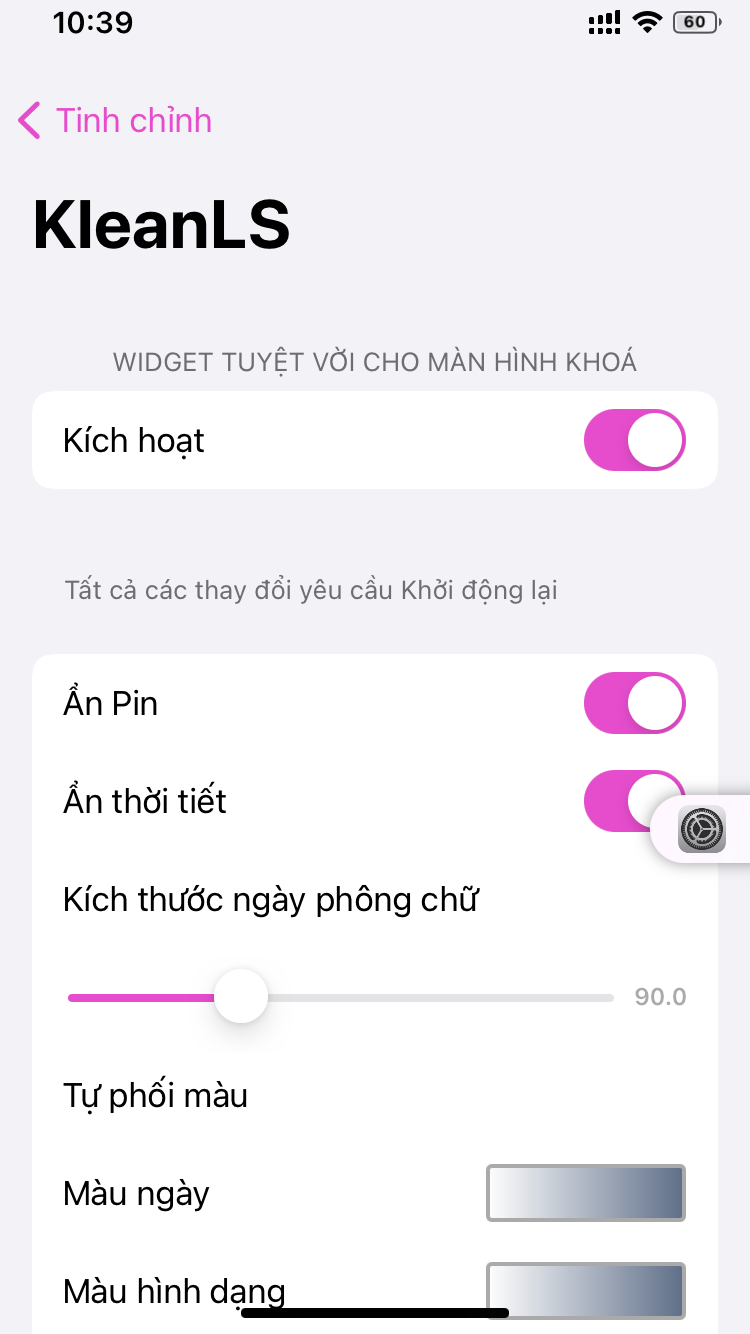 10:39
60
Tinh chỉnh
KleanLS
WIDGET TUYỆT VỜI CHO MÀN HÌNH KHOÁ
Kích hoạt
Tất cả các thay đổi yêu cầu Khởi động lại
Ẩn Pin
Ẩn thời tiết
Kích thước ngày phông chữ
90.0
Tự phối màu
Màu ngày
Màu hình dạng